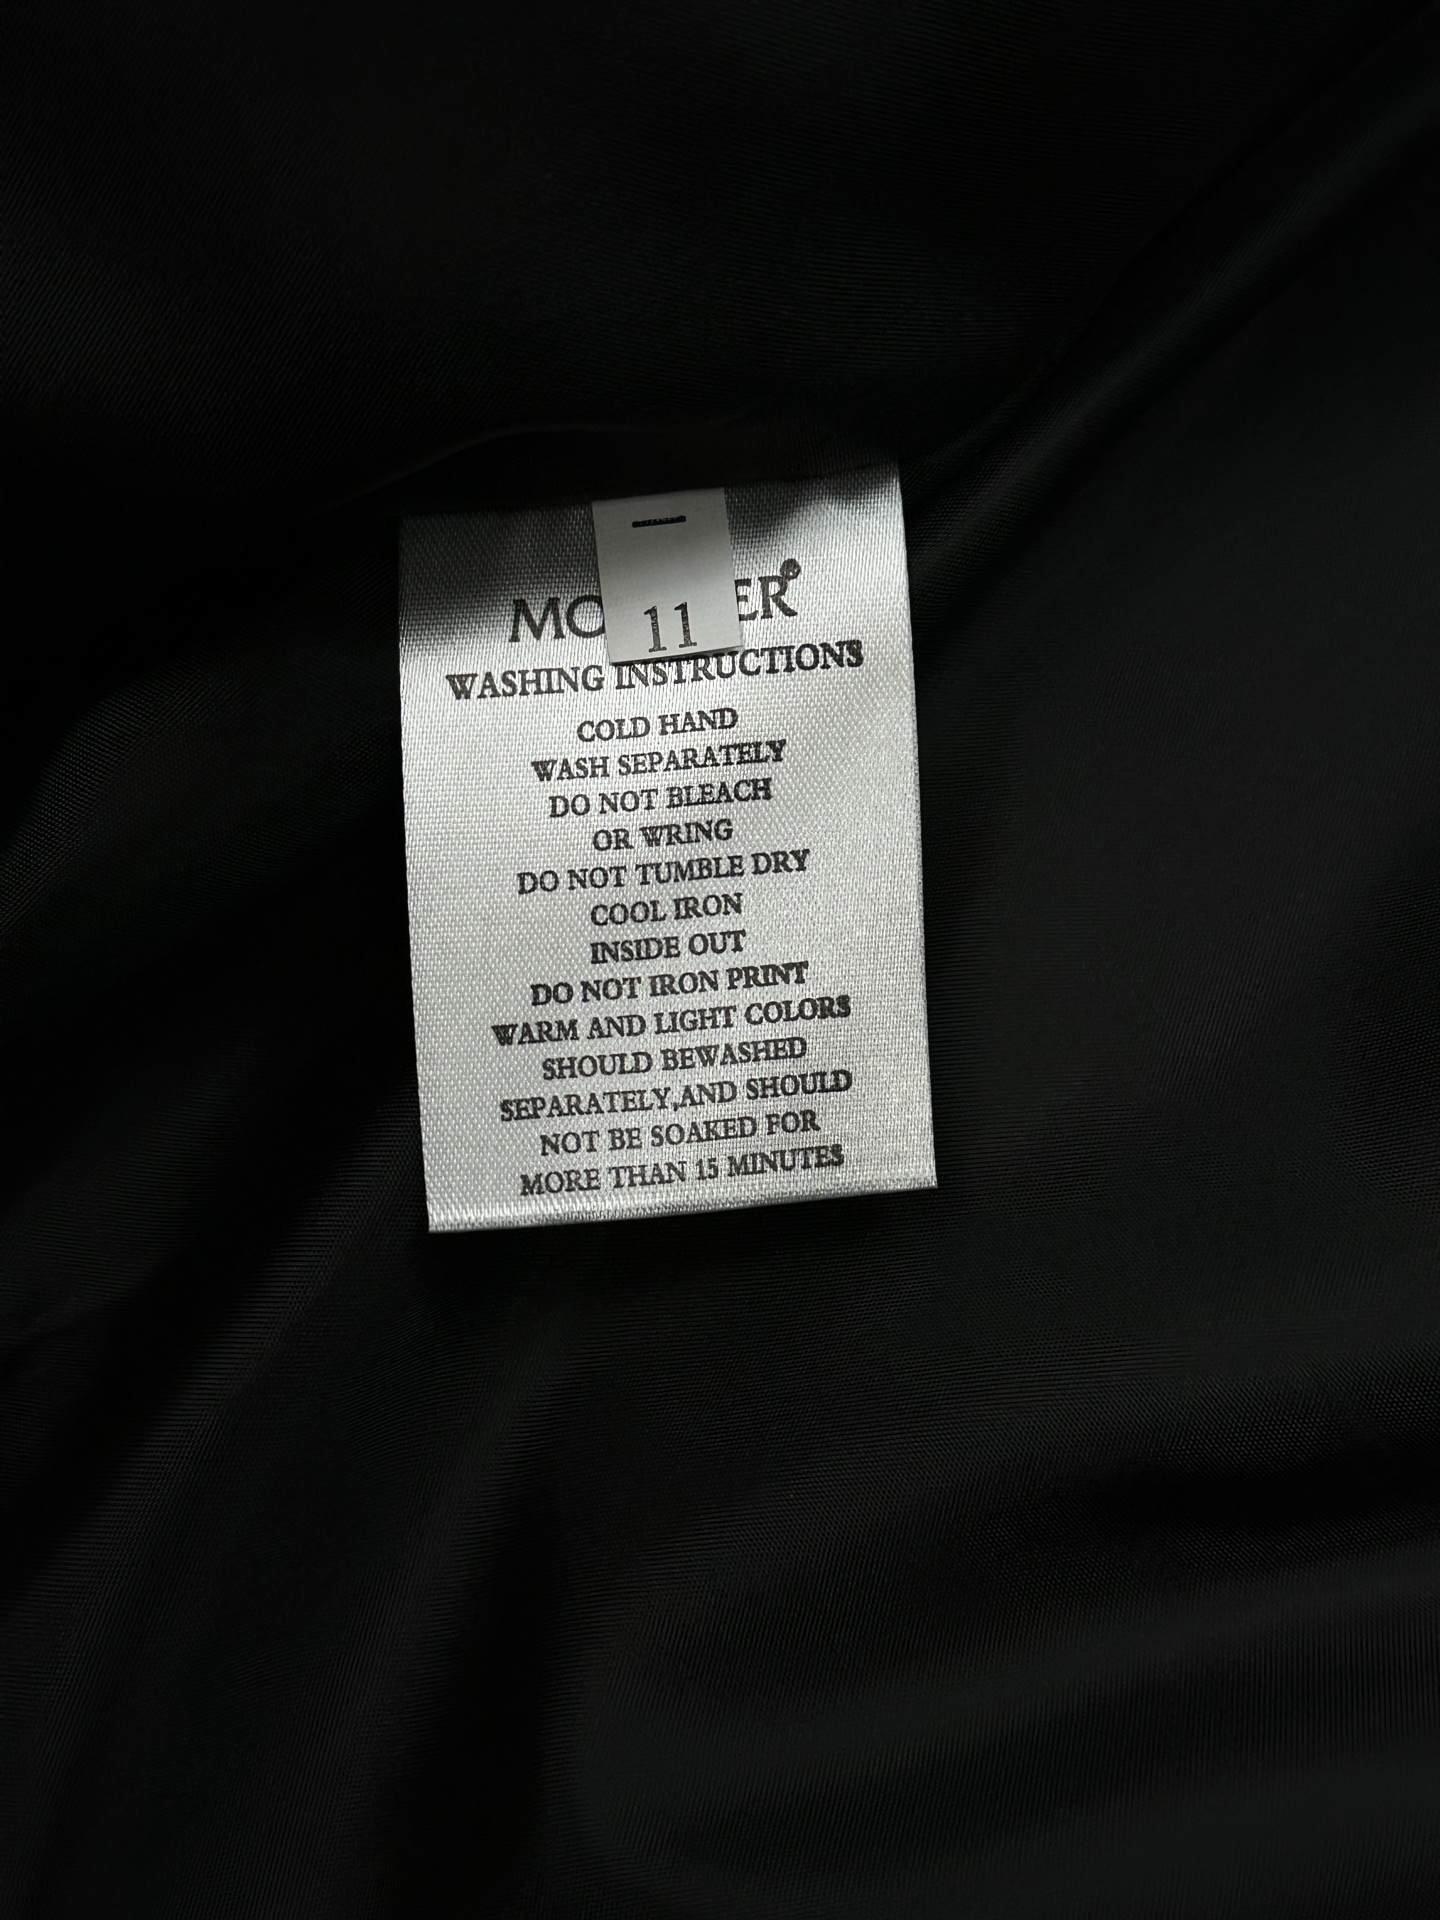 11
MO ER®
WASHING INSTRUCTIONS
COLD HAND
WASH SEPARATELY
DO NOT BLEACH
OR WRING
DO NOT TUMBLE DRY
COOL IRON
INSIDE OUT
DO NOT IRON PRINT
WARM AND LIGHT COLORS
SHOULD BEWASHED
SEPARATELY,AND SHOULD
NOT BE SOAKED FOR
MORE THAN 15 MINUTES